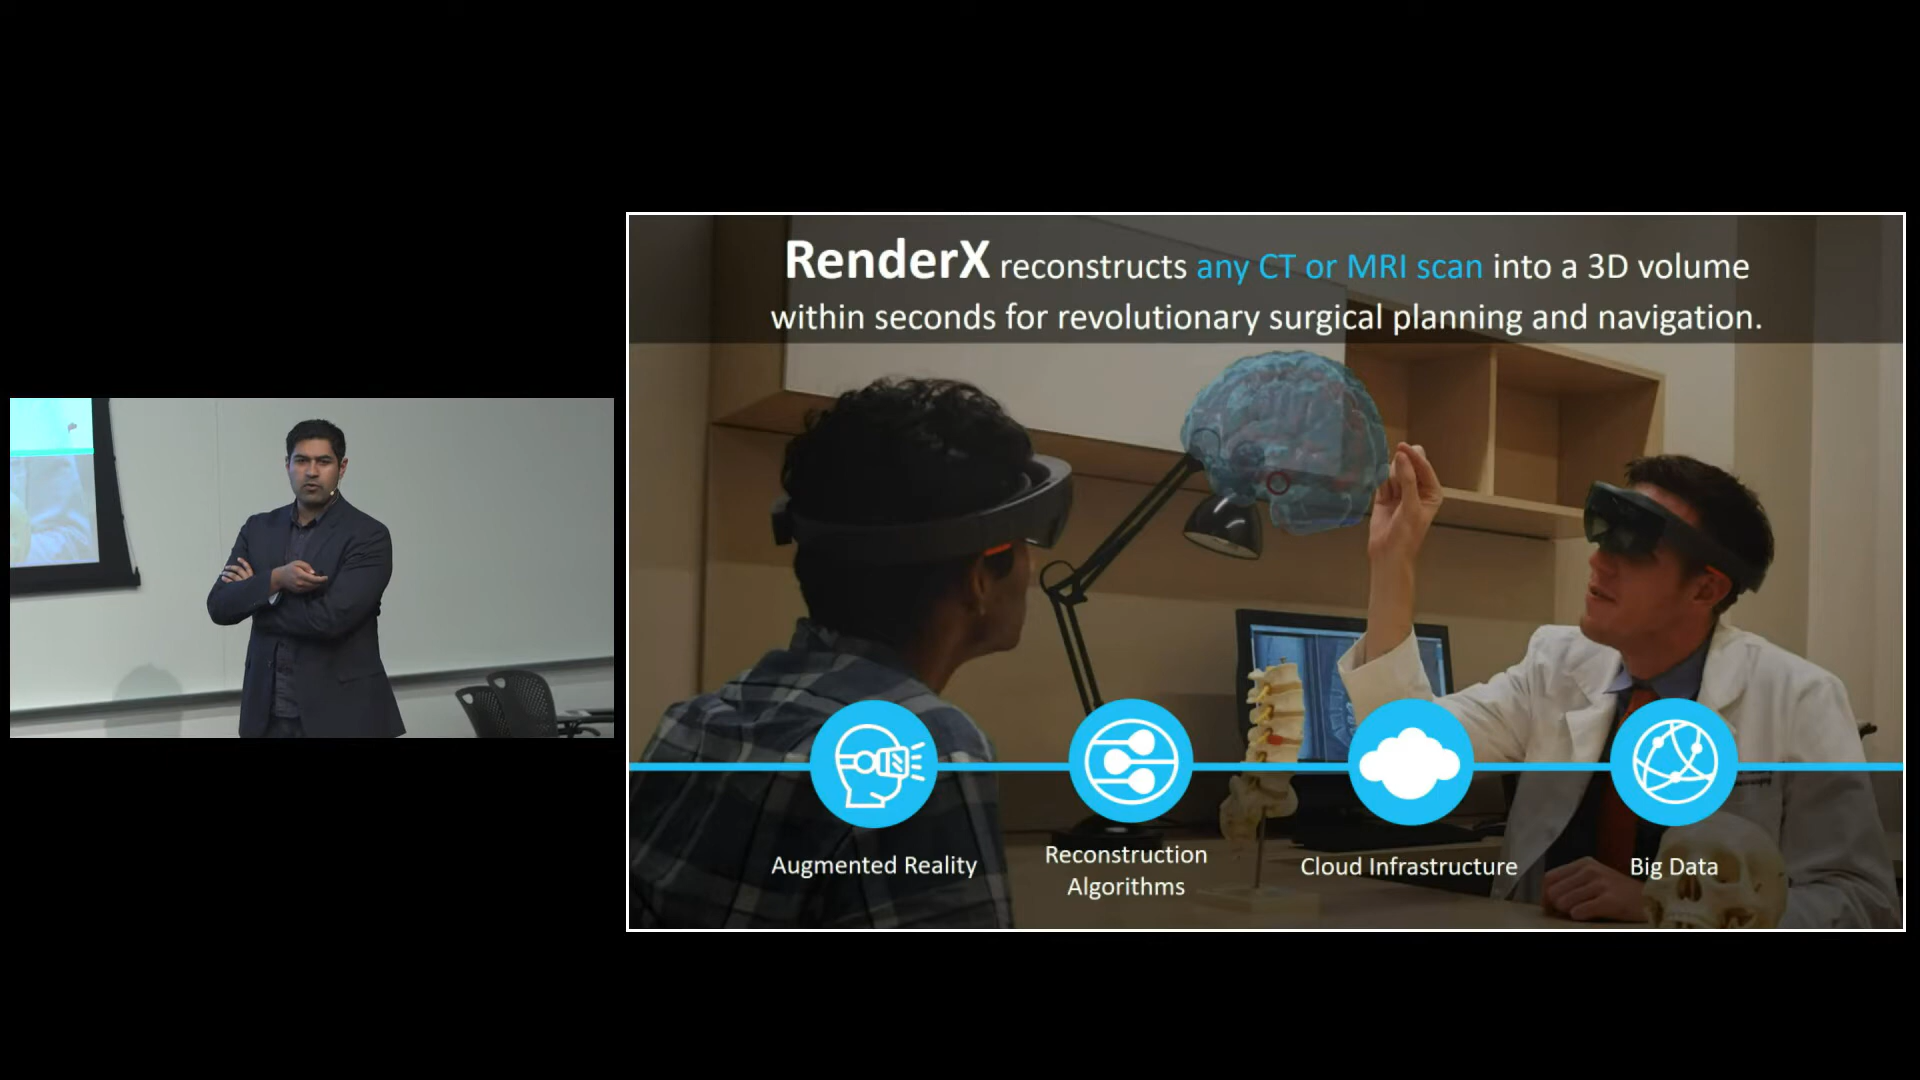 RenderX reconstructs any CT or MRI scan into a 3D volume
within seconds for revolutionary surgical planning and navigation.
Augmented Reality
Reconstruction
Algorithms
Cloud Infrastructure
Big Data